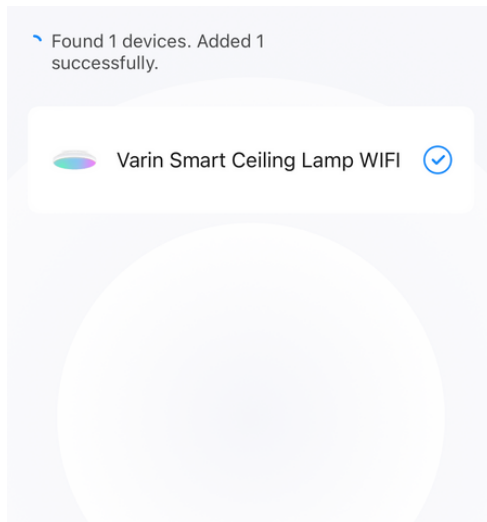 Found 1 devices. Added 1
successfully.
Varin Smart Ceiling Lamp WIFI